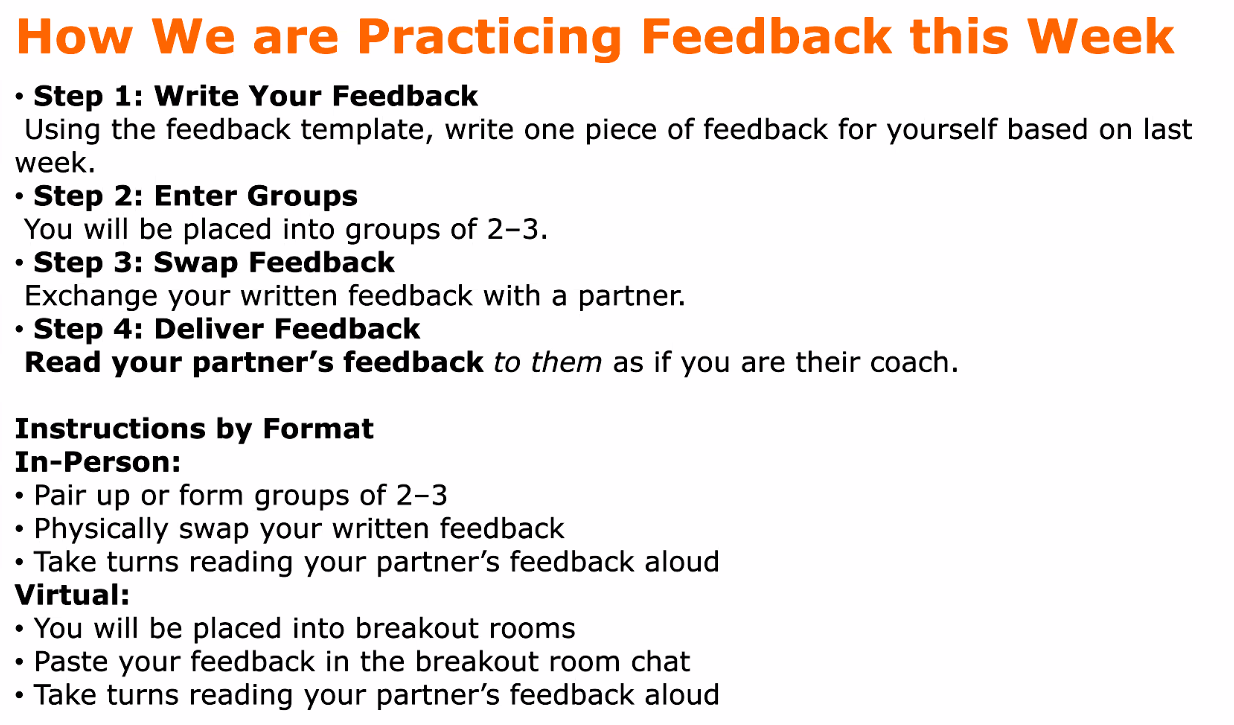 How We are Practicing Feedback this Week
• Step 1: Write Your Feedback
Using the feedback template, write one piece of feedback for yourself based on last
week.
• Step 2: Enter Groups
You will be placed into groups of 2–3.
• Step 3: Swap Feedback
Exchange your written feedback with a partner.
• Step 4: Deliver Feedback
Read your partner’s feedback to them as if you are their coach.
Instructions by Format
In-Person:
• Pair up or form groups of 2–3
• Physically swap your written feedback
• Take turns reading your partner’s feedback aloud
Virtual:
• You will be placed into breakout rooms
• Paste your feedback in the breakout room chat
• Take turns reading your partner’s feedback aloud